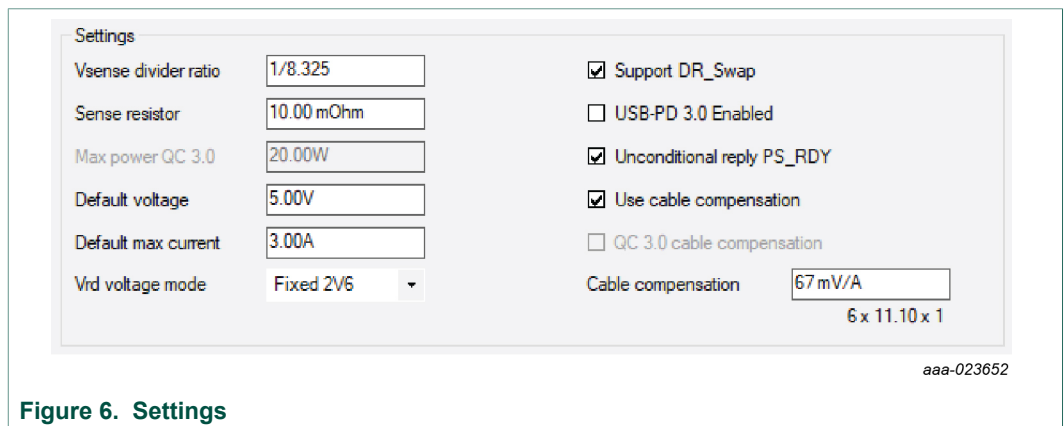 Settings
Vsense divider ratio 1/8.325
Sense resistor 10.00 mOhm
Max power QC 3.0 20.00W
Default voltage 5.00V
Default max current 3.00A
Vrd voltage mode Fixed 2V6
Support DR_Swap
USB-PD 3.0 Enabled
Unconditional reply PS_RDY
Use cable compensation
QC 3.0 cable compensation
Cable compensation 67 mV/A
6 x 11.10 x 1
aaa-023652
Figure 6. Settings